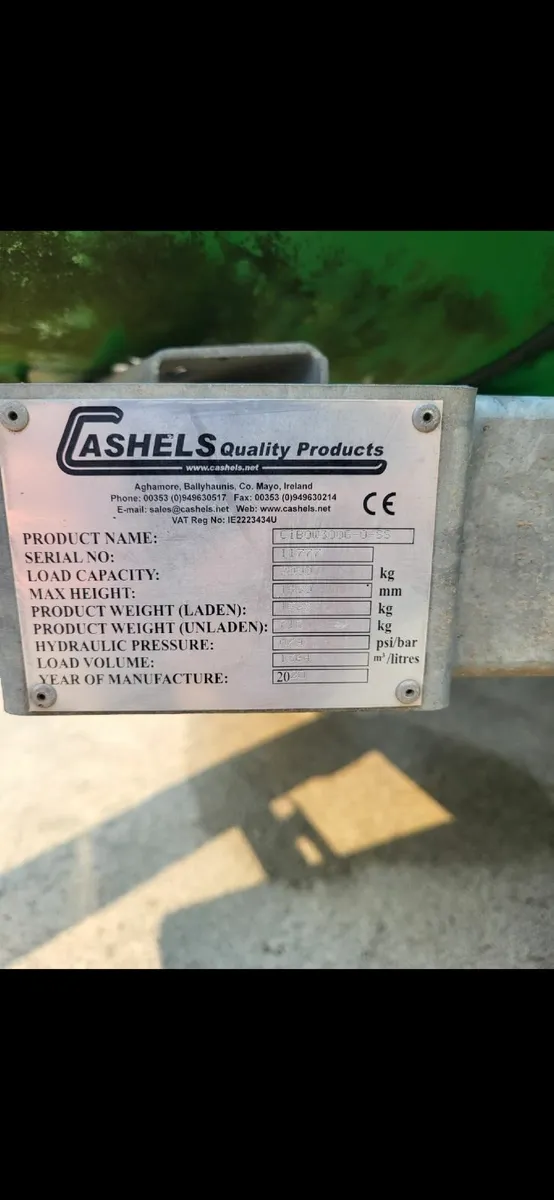 CASHELS Quality Products
www.cashels.net
Aghamore, Ballyhaunis, Co. Mayo, Ireland
Phone: 00353 (0)949630517 Fax: 00353 (0)949630214
E-mail: sales@cashels.net Web: www.cashels.net
VAT Reg No: IE2223434U
CE
PRODUCT NAME:
SERIAL NO: 11777
LOAD CAPACITY: kg
MAX HEIGHT: mm
PRODUCT WEIGHT (LADEN): kg
PRODUCT WEIGHT (UNLADEN): kg
HYDRAULIC PRESSURE: psi/bar
LOAD VOLUME: m³/litres
YEAR OF MANUFACTURE: 20